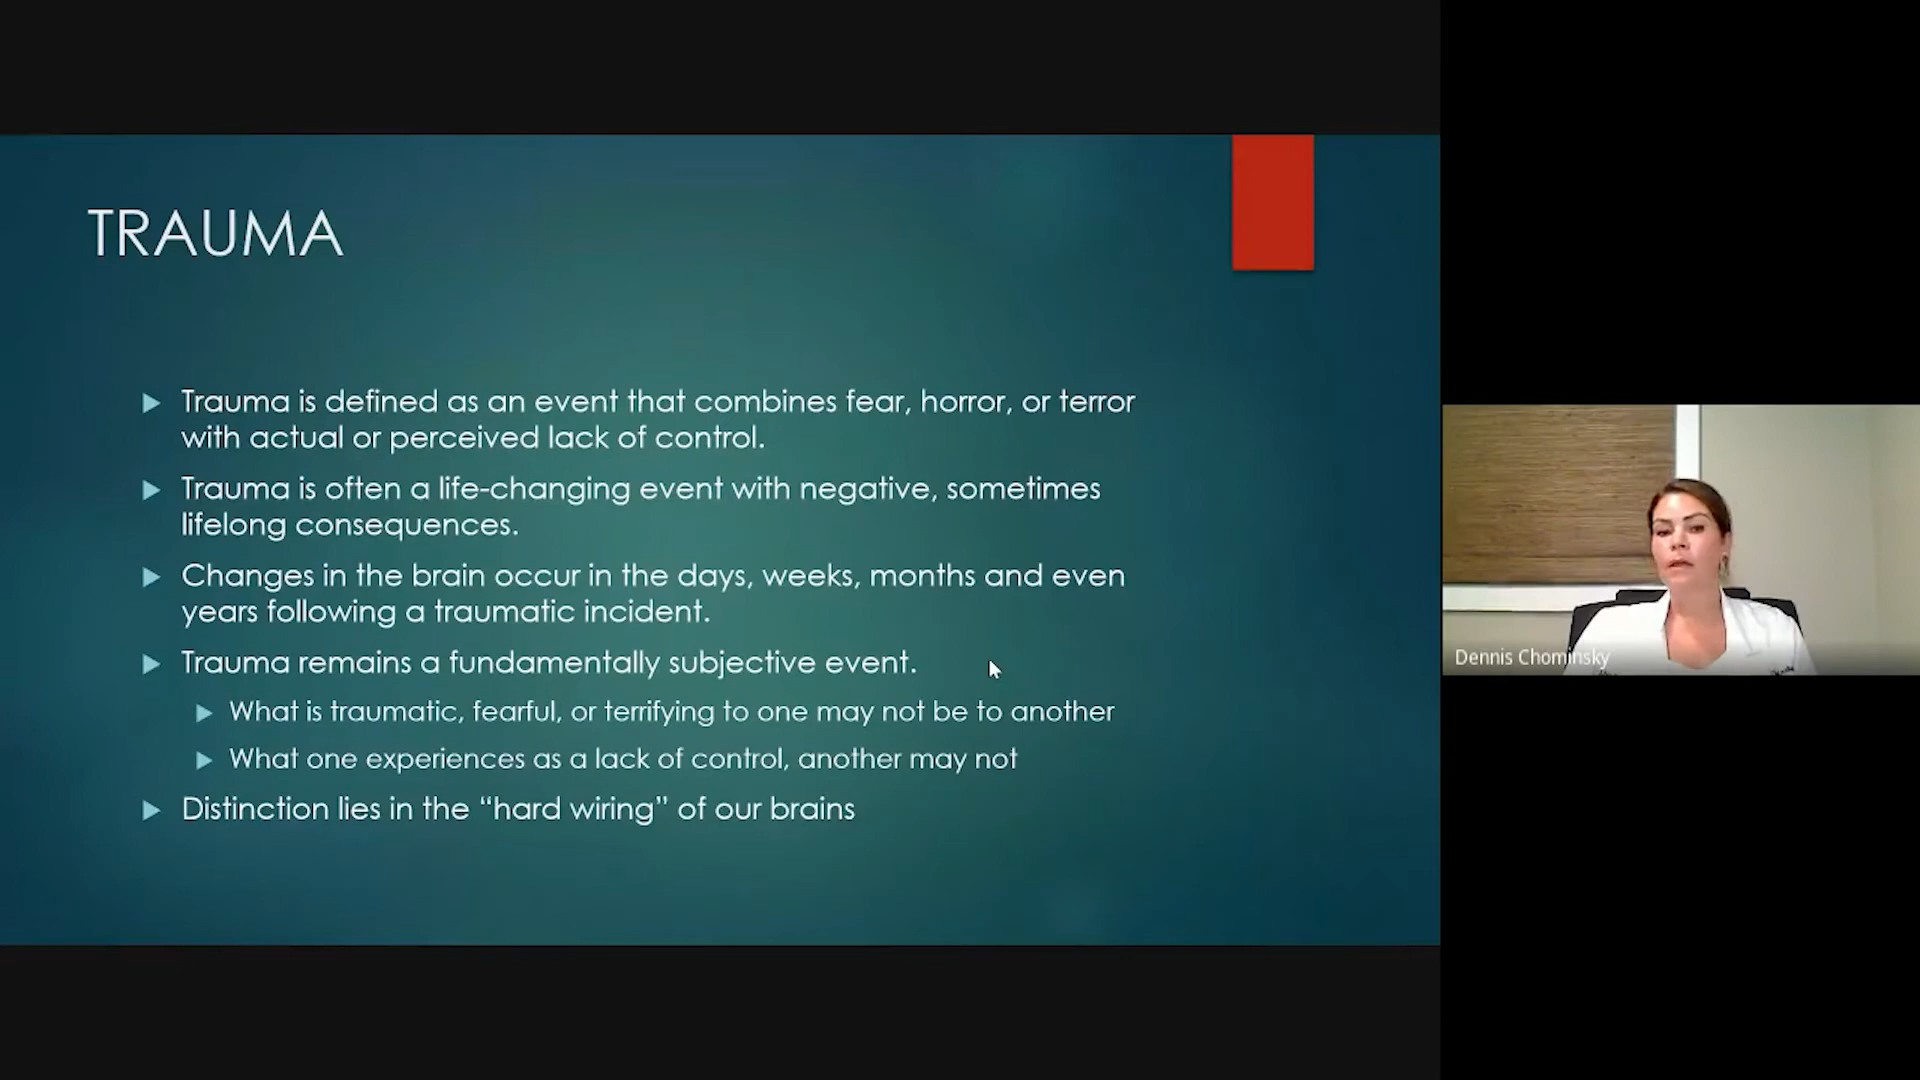 TRAUMA
Trauma is defined as an event that combines fear, horror, or terror
with actual or perceived lack of control.
Trauma is often a life-changing event with negative, sometimes
lifelong consequences.
Changes in the brain occur in the days, weeks, months and even
years following a traumatic incident.
Trauma remains a fundamentally subjective event.
What is traumatic, fearful, or terrifying to one may not be to another
What one experiences as a lack of control, another may not
Distinction lies in the “hard wiring” of our brains
Dennis Chominsky